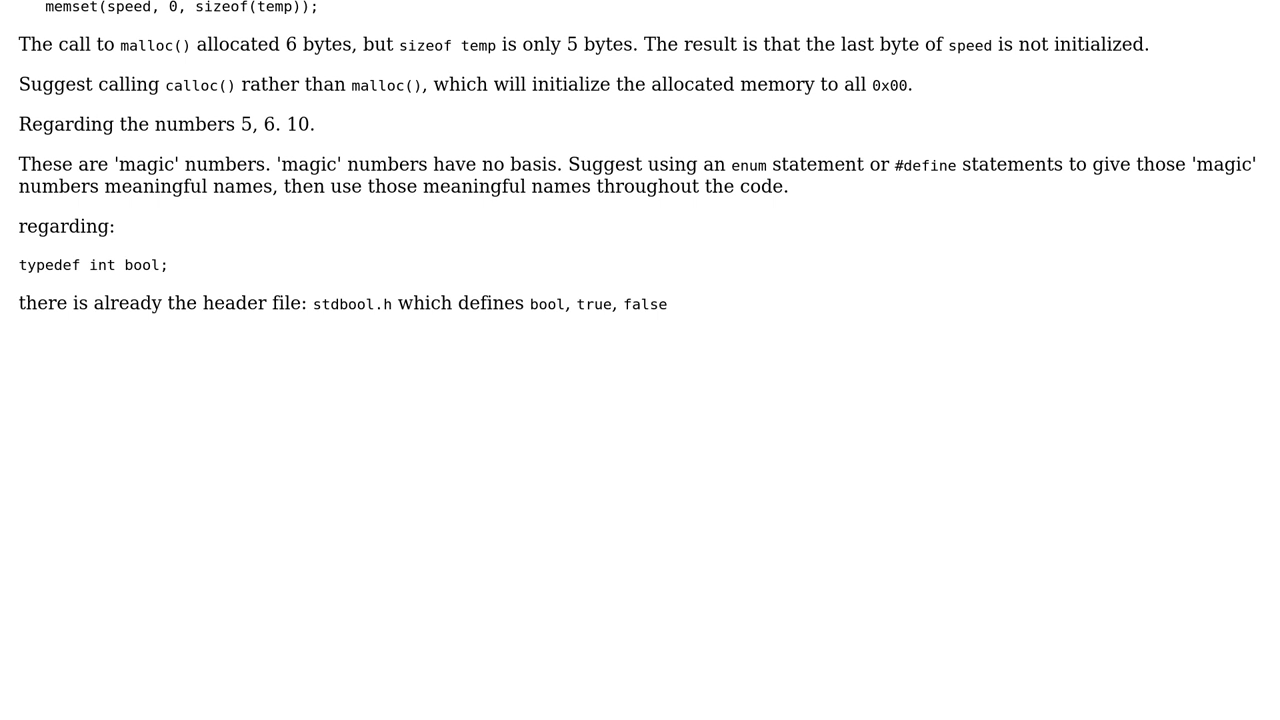 memset(speed, 0, sizeof(temp));
The call to malloc() allocated 6 bytes, but sizeof temp is only 5 bytes. The result is that the last byte of speed is not initialized.
Suggest calling calloc() rather than malloc(), which will initialize the allocated memory to all 0x00.
Regarding the numbers 5, 6. 10.
These are 'magic' numbers. 'magic' numbers have no basis. Suggest using an enum statement or #define statements to give those 'magic'
numbers meaningful names, then use those meaningful names throughout the code.
regarding:
typedef int bool;
there is already the header file: stdbool.h which defines bool, true, false